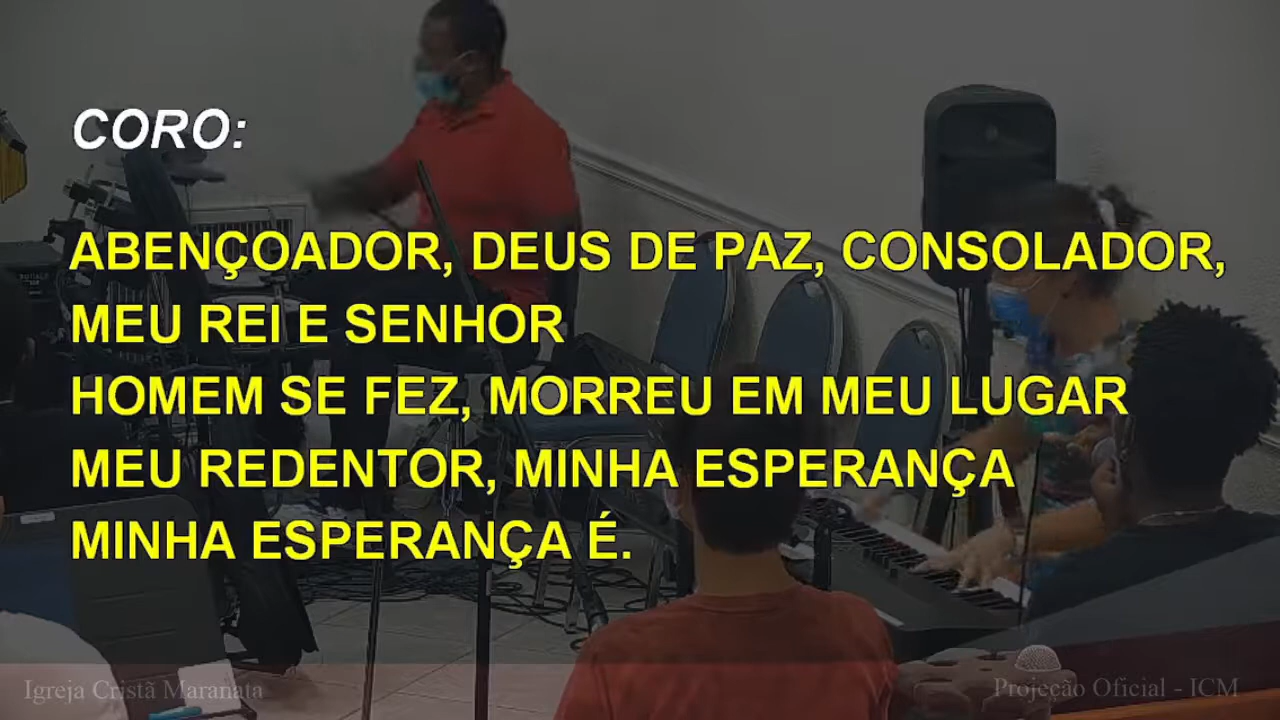 CORO:
ABENÇOADOR, DEUS DE PAZ, CONSOLADOR,
MEU REI E SENHOR
HOMEM SE FEZ, MORREU EM MEU LUGAR
MEU REDENTOR, MINHA ESPERANÇA
MINHA ESPERANÇA É.
Igreja Cristã Maranata
Projeção Oficial - ICM